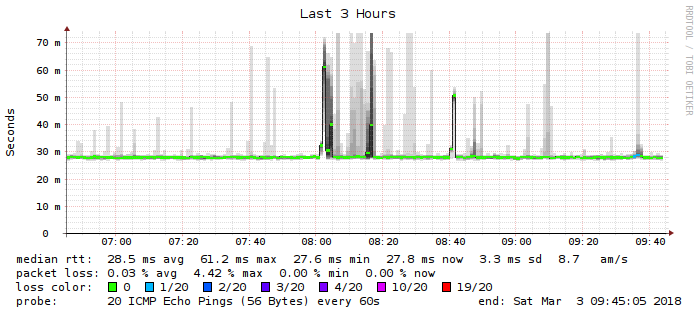 Last 3 Hours
RRDTOOL / TOBI OETIKER
Seconds
70 m
60 m
50 m
40 m
30 m
20 m
10 m
0
07:00 07:20 07:40 08:00 08:20 08:40 09:00 09:20 09:40
median rtt: 28.5 ms avg 61.2 ms max 27.6 ms min 27.8 ms now 3.3 ms sd 8.7 am/s
packet loss: 0.03 % avg 4.42 % max 0.00 % min 0.00 % now
loss color: 0 1/20 2/20 3/20 4/20 10/20 19/20
probe: 20 ICMP Echo Pings (56 Bytes) every 60s end: Sat Mar 3 09:45:05 2018